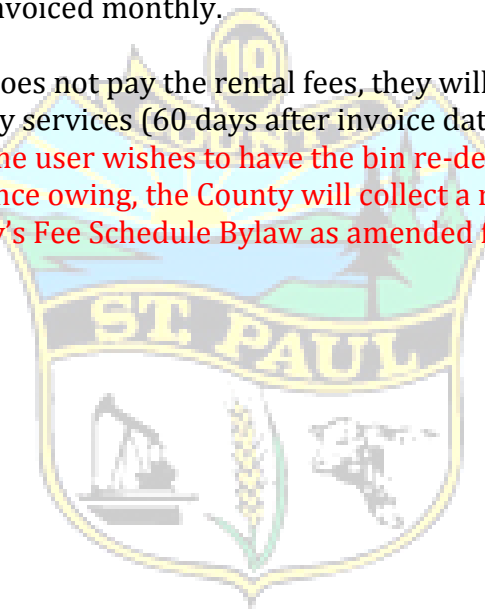 nvoiced monthly.
19
oes not pay the rental fees, they will
y services (60 days after invoice dat
he user wishes to have the bin re-de
nce owing, the County will collect a r
y’s Fee Schedule Bylaw as amended f
ST. PAUL